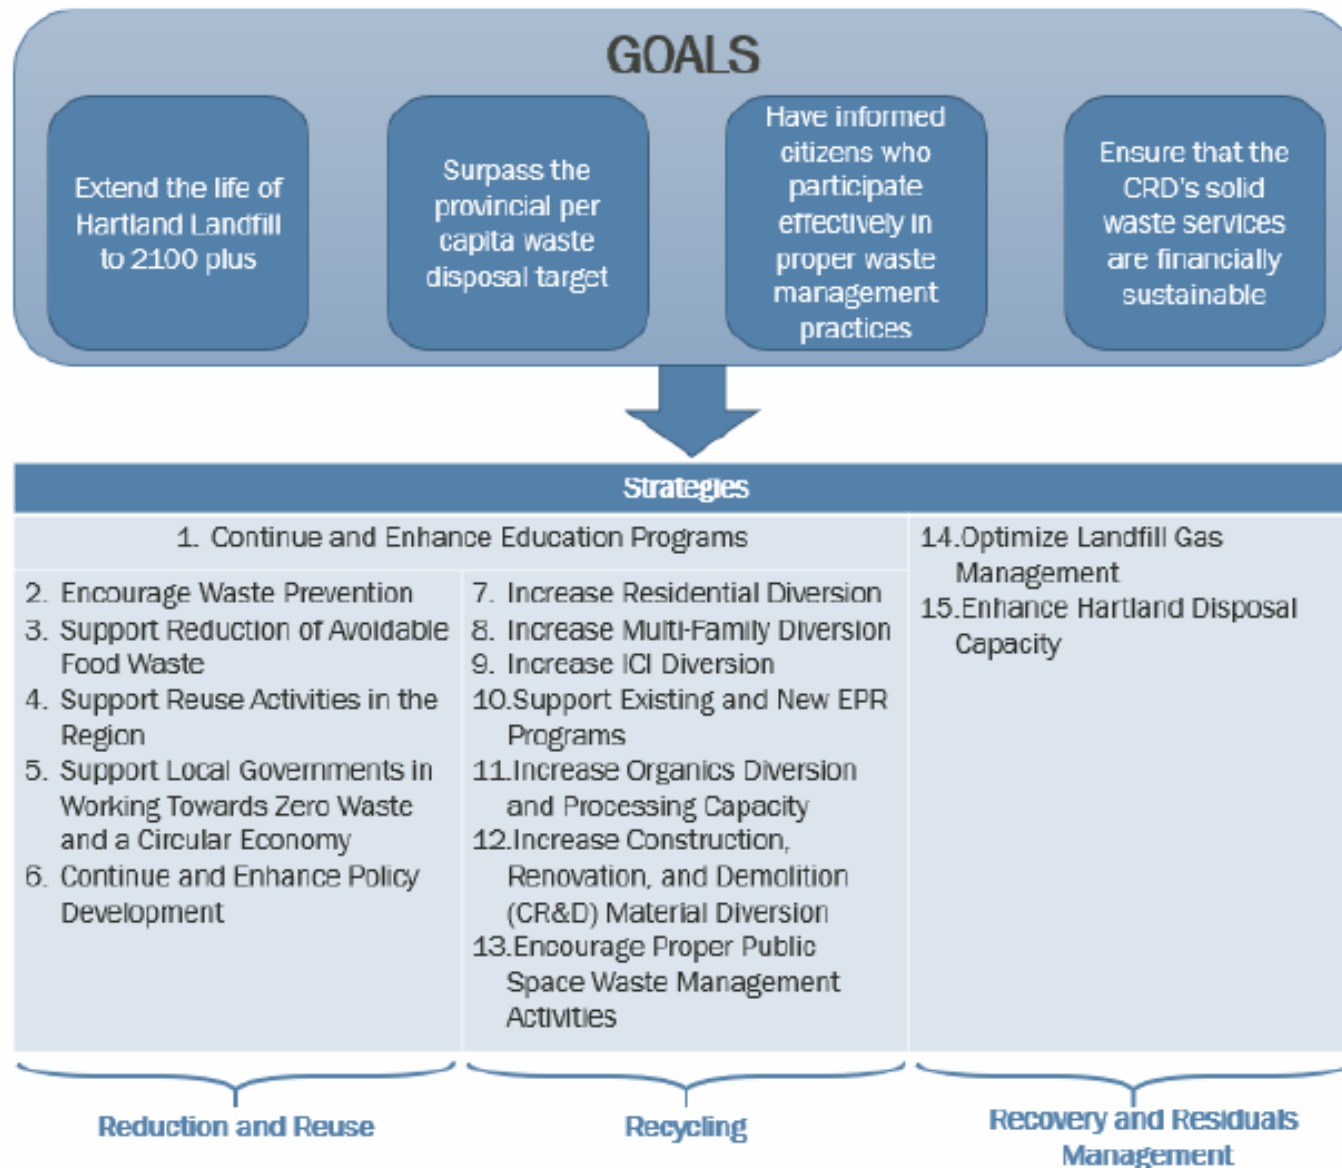 GOALS
Extend the life of
Hartland Landfill
to 2100 plus
Surpass the
provincial per
capita waste
disposal target
Have informed
citizens who
participate
effectively in
proper waste
management
practices
Ensure that the
CRD's solid
waste services
are financially
sustainable
Strategies
1. Continue and Enhance Education Programs
2. Encourage Waste Prevention
3. Support Reduction of Avoidable
Food Waste
4. Support Reuse Activities in the
Region
5. Support Local Governments in
Working Towards Zero Waste
and a Circular Economy
6. Continue and Enhance Policy
Development
7. Increase Residential Diversion
8. Increase Multi-Family Diversion
9. Increase ICI Diversion
10.Support Existing and New EPR
Programs
11.Increase Organics Diversion
and Processing Capacity
12.Increase Construction,
Renovation, and Demolition
(CR&D) Material Diversion
13.Encourage Proper Public
Space Waste Management
Activities
14.Optimize Landfill Gas
Management
15.Enhance Hartland Disposal
Capacity
Reduction and Reuse
Recycling
Recovery and Residuals
Management